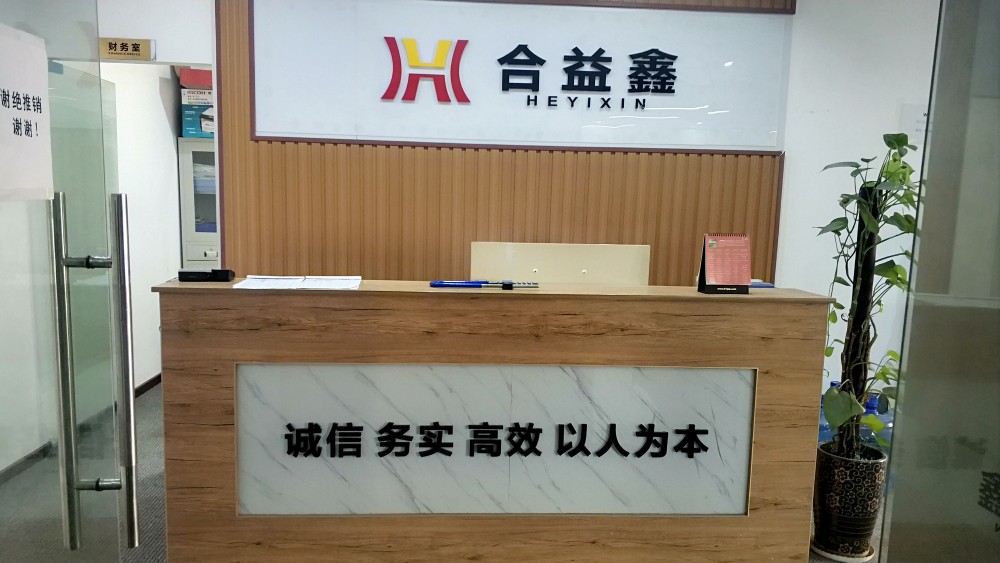 财务室
谢绝推销
谢谢！
合益鑫
HEYIXIN
诚信 务实 高效 以人为本